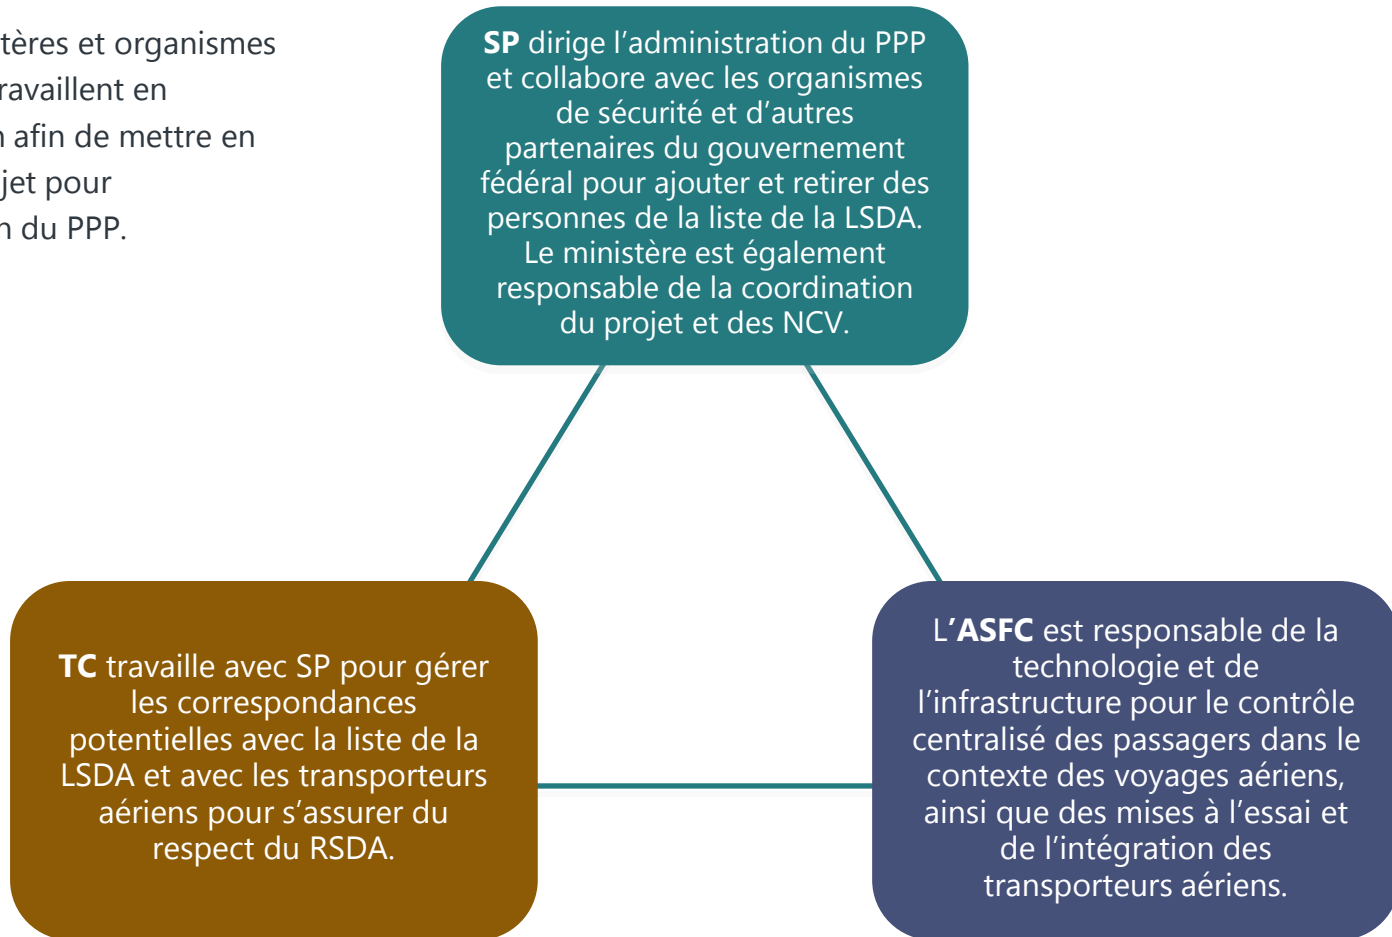 tères et organismes
ravaillent en
n afin de mettre en
jet pour
n du PPP.
SP dirige l’administration du PPP
et collabore avec les organismes
de sécurité et d’autres
partenaires du gouvernement
fédéral pour ajouter et retirer des
personnes de la liste de la LSDA.
Le ministère est également
responsable de la coordination
du projet et des NCV.
TC travaille avec SP pour gérer
les correspondances
potentielles avec la liste de la
LSDA et avec les transporteurs
aériens pour s’assurer du
respect du RSDA.
L’ASFC est responsable de la
technologie et de
l’infrastructure pour le contrôle
centralisé des passagers dans le
contexte des voyages aériens,
ainsi que des mises à l’essai et
de l’intégration des
transporteurs aériens.